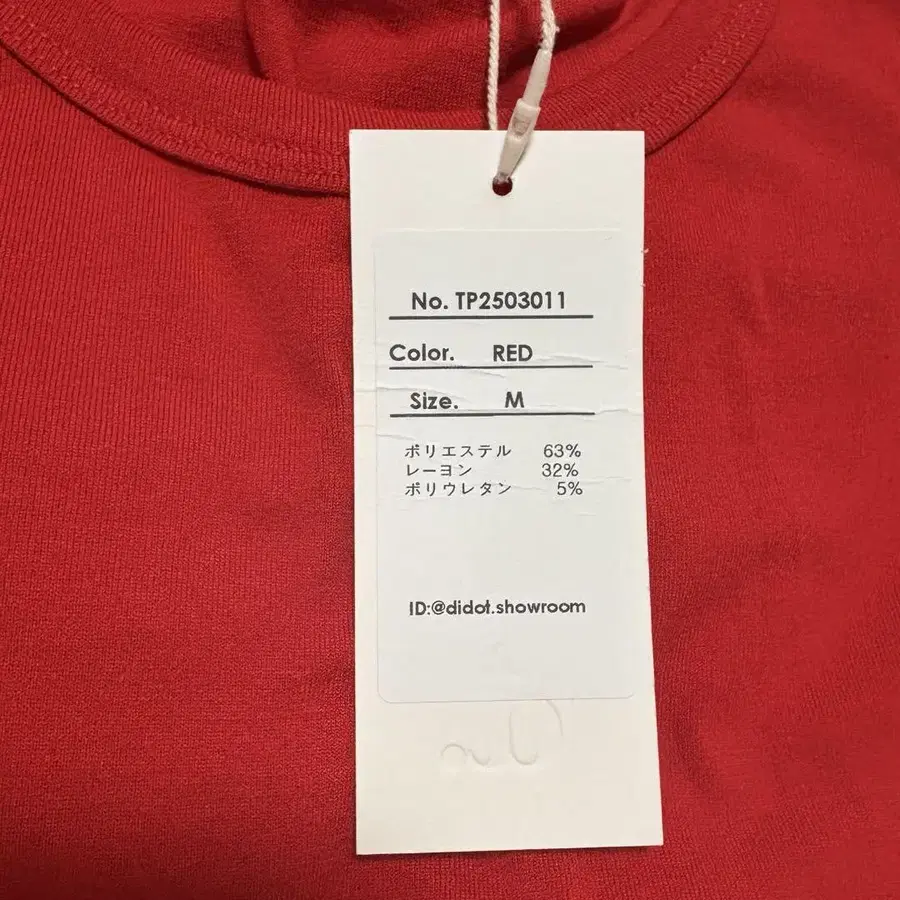 No. TP2503011
Color. RED
Size. M
ポリエステル 63%
レーヨン 32%
ポリウレタン 5%
ID:@didot.showroom